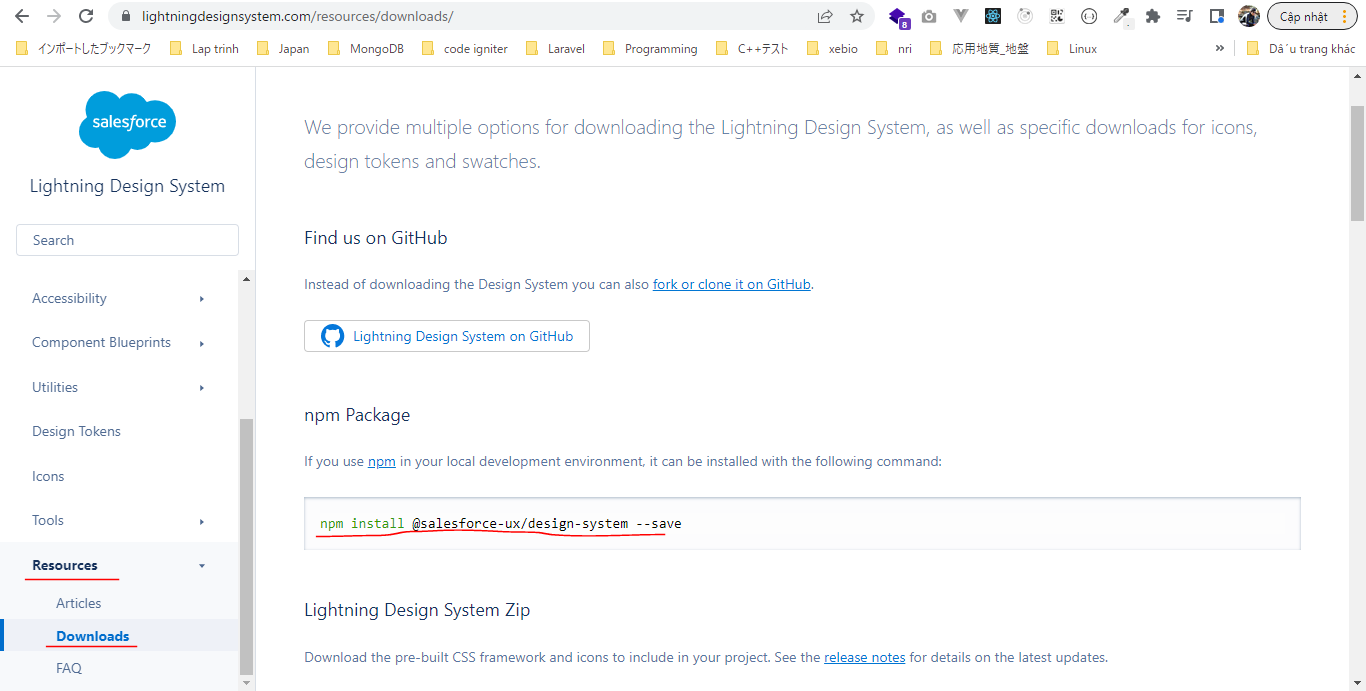 lightningdesignsystem.com/resources/downloads/
8
Cập nhật
インポートしたブックマーク
Lap trinh
Japan
MongoDB
code igniter
Laravel
Programming
C++テスト
xebio
nri
応用地質_地盤
Linux
»
Dấu trang khác
salesforce
Lightning Design System
Search
Accessibility
Component Blueprints
Utilities
Design Tokens
Icons
Tools
Resources
Articles
Downloads
FAQ
We provide multiple options for downloading the Lightning Design System, as well as specific downloads for icons,
design tokens and swatches.
Find us on GitHub
Instead of downloading the Design System you can also fork or clone it on GitHub.
Lightning Design System on GitHub
npm Package
If you use npm in your local development environment, it can be installed with the following command:
npm install @salesforce-ux/design-system --save
Lightning Design System Zip
Download the pre-built CSS framework and icons to include in your project. See the release notes for details on the latest updates.